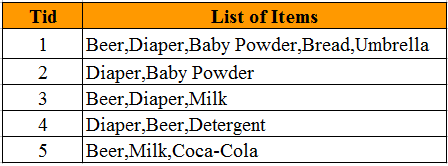 Tid List of Items
1 Beer,Diaper,Baby Powder,Bread,Umbrella
2 Diaper,Baby Powder
3 Beer,Diaper,Milk
4 Diaper,Beer,Detergent
5 Beer,Milk,Coca-Cola